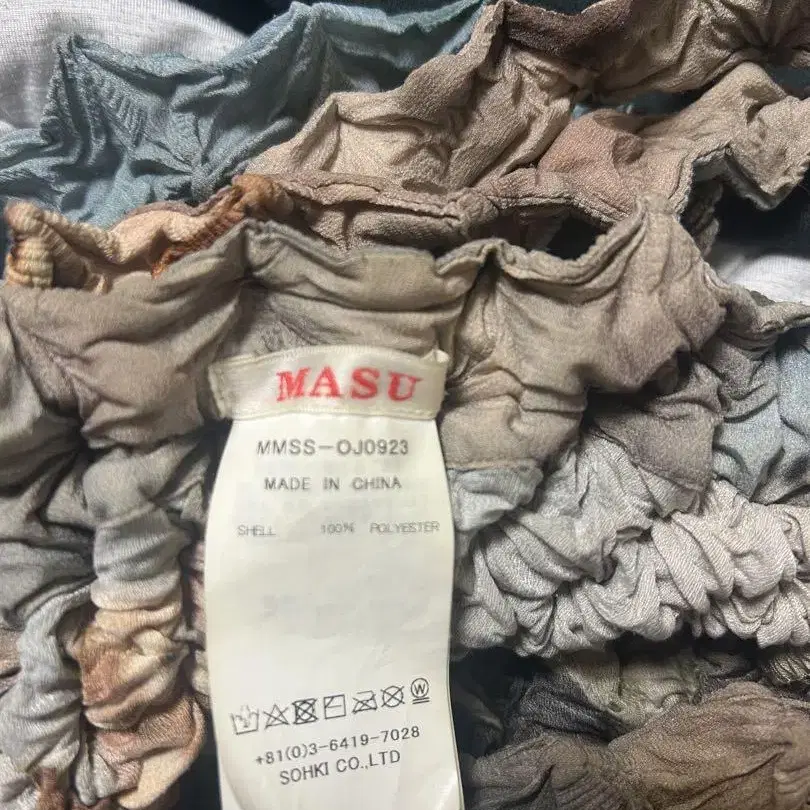 MASU
MMSS-OJ0923
MADE IN CHINA
SHELL 100% POLYESTER
+81(0)3-6419-7028
SOHKI CO.,LTD